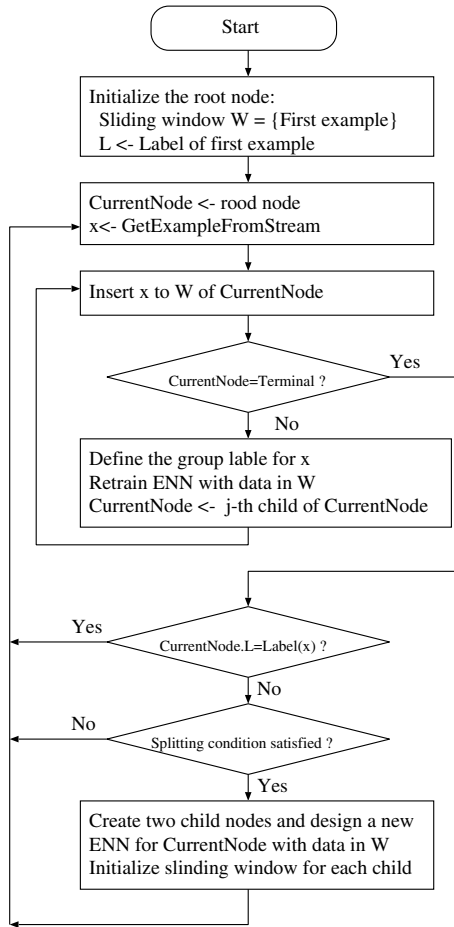 Start
Initialize the root node:
Sliding window W = {First example}
L <- Label of first example
CurrentNode <- rood node
x<- GetExampleFromStream
Insert x to W of CurrentNode
CurrentNode=Terminal ?
Yes
No
Define the group lable for x
Retrain ENN with data in W
CurrentNode <- j-th child of CurrentNode
Yes
CurrentNode.L=Label(x) ?
No
No
Splitting condition satisfied ?
Yes
Create two child nodes and design a new
ENN for CurrentNode with data in W
Initialize slinding window for each child